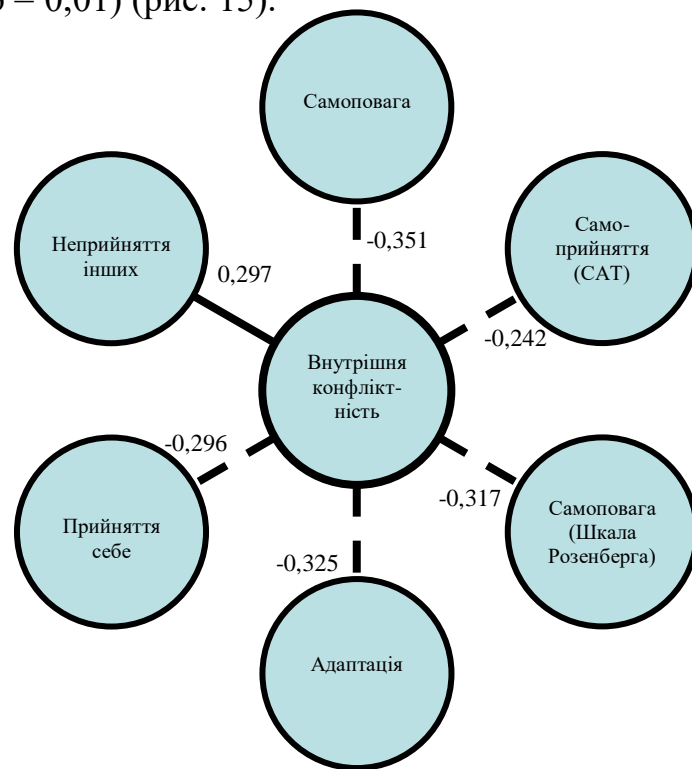 – 0,01) (рис. 15).
Самоповага
-0,351
Неприйняття
інших
0,297
Само-
прийняття
(САТ)
-0,242
Внутрішня
конфлікт-
ність
-0,296
Прийняття
себе
-0,317
Самоповага
(Шкала
Розенберга)
-0,325
Адаптація